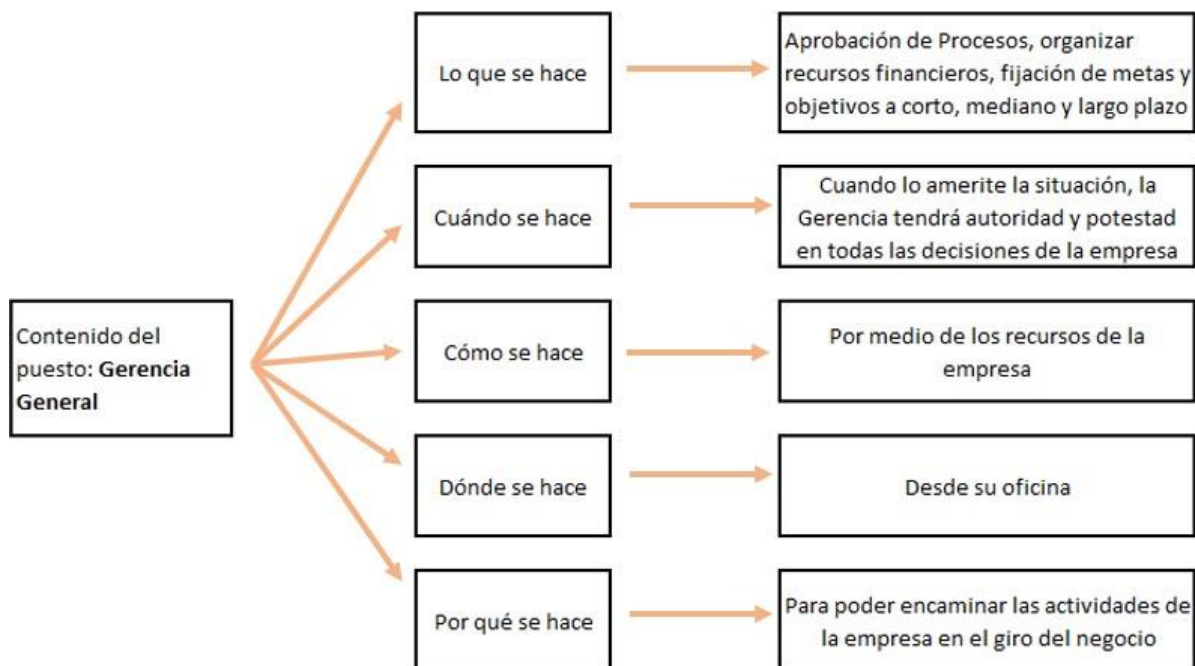 Contenido del
puesto: Gerencia
General
Lo que se hace
Aprobación de Procesos, organizar
recursos financieros, fijación de metas y
objetivos a corto, mediano y largo plazo
Cuándo se hace
Cuando lo amerite la situación, la
Gerencia tendrá autoridad y potestad
en todas las decisiones de la empresa
Cómo se hace
Por medio de los recursos de la
empresa
Dónde se hace
Desde su oficina
Por qué se hace
Para poder encaminar las actividades de
la empresa en el giro del negocio